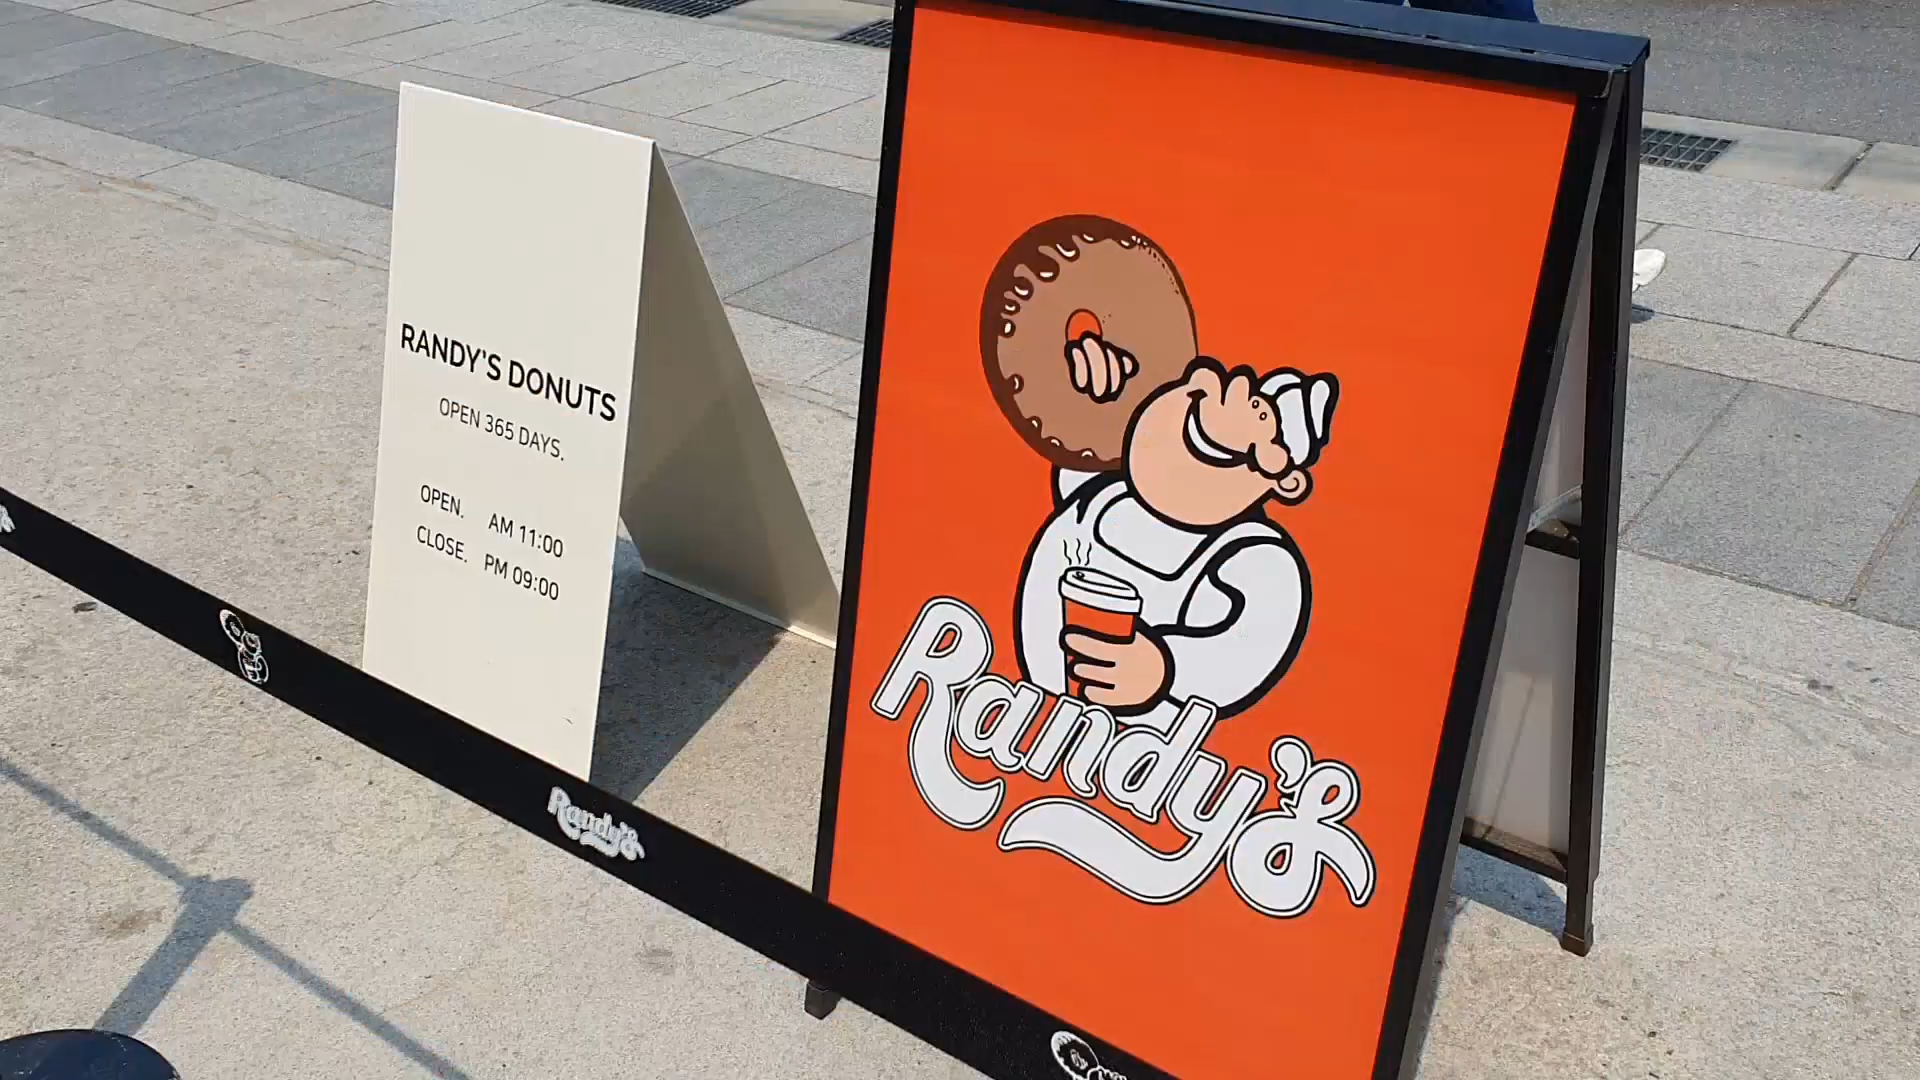 RANDY'S DONUTS
OPEN 365 DAYS.
OPEN. AM 11:00
CLOSE. PM 09:00
Randy's
Randy's